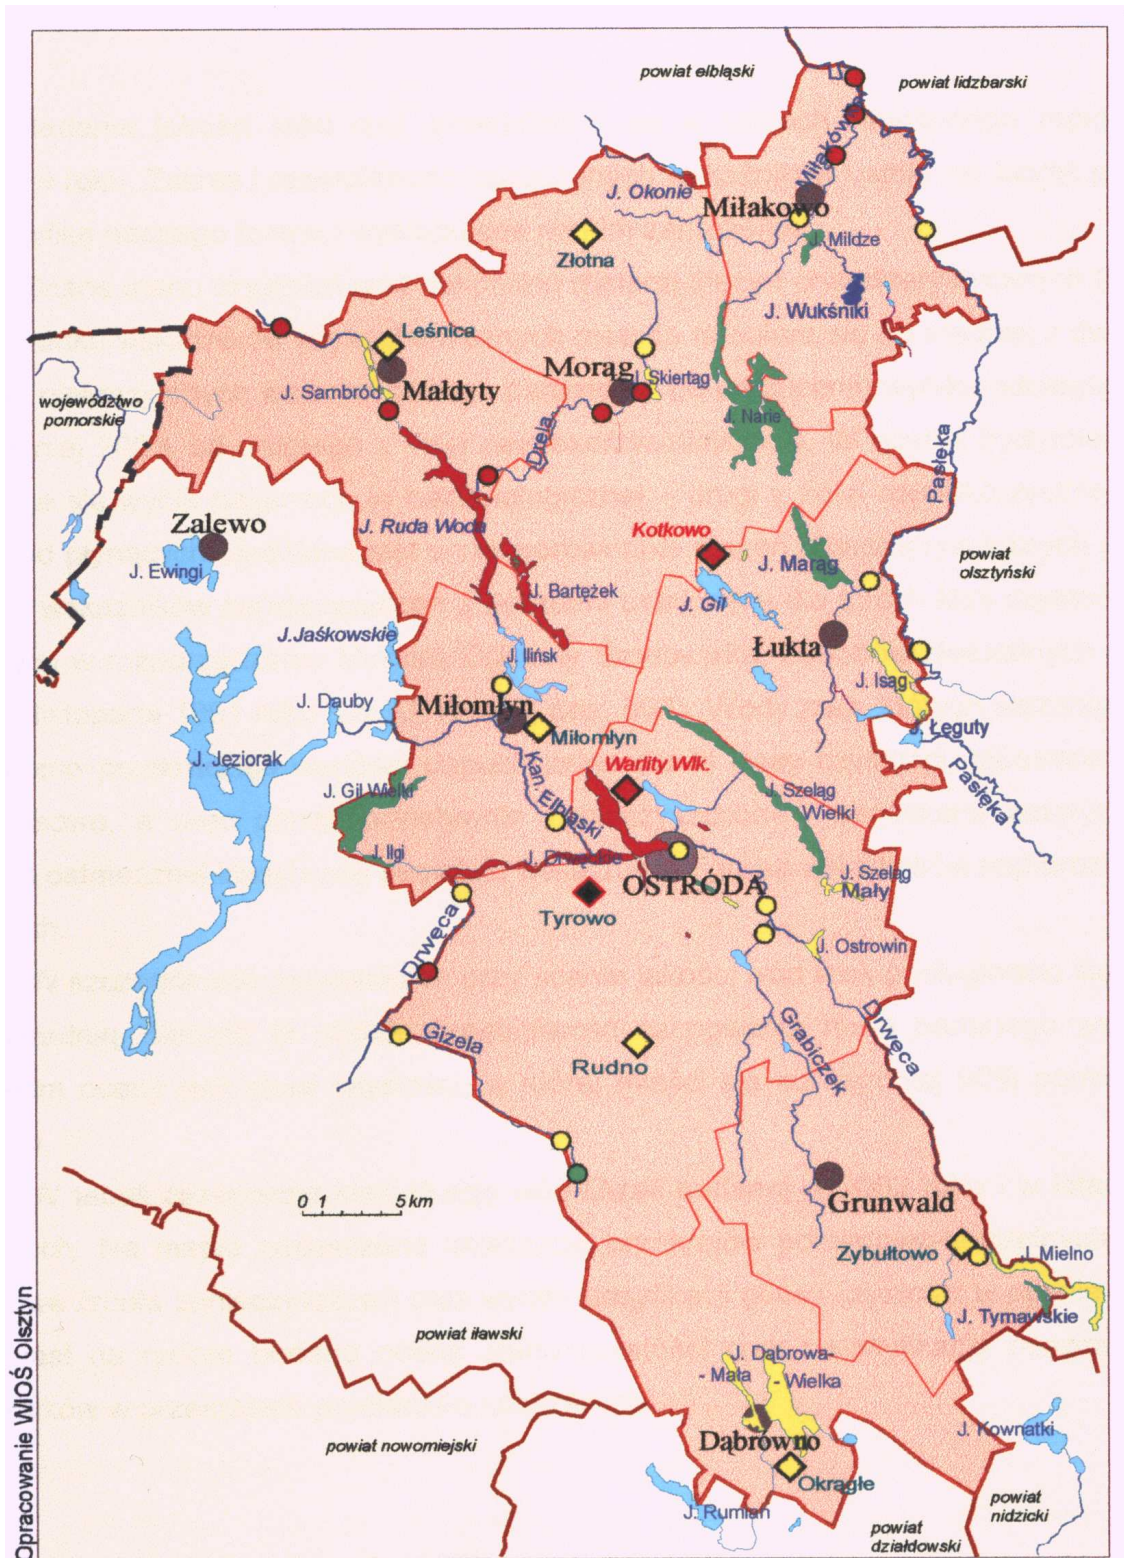 powiat elbląski
powiat lidzbarski
Miłakówka
J. Okonie
Miłakowo
J. Mildze
Złotna
J. Wukśniki
Leśnica
Morąg
J. Skiertąg
J. Sambród
Małdyty
województwo
pomorskie
J. Narie
Drela
Pasłęka
Zalewo
J. Ruda Woda
Kotkowo
J. Ewingi
J. Bartężek
J. Marąg
powiat
olsztyński
J. Gil
J.Jaśkowskie
Łukta
J. Ilińsk
J. Isąg
J. Dauby
Miłomłyn
Miłomłyn
J. Łeguty
J. Jeziorak
Kan. Elbląski
Warlity Wlk.
Pasłęka
J. Gil Wielki
J. Szeląg
Wielki
J. Ilgi
J. Drwęckie
OSTRÓDA
J. Szeląg
Mały
Tyrowo
Drwęca
J. Ostrowin
Gizela
Grabiczek
Drwęca
Rudno
0 1 5 km
Grunwald
Zybułtowo
J. Mielno
J. Tymawskie
powiat iławski
J. Dąbrowa-
- Mała
- Wielka
powiat nowomiejski
Dąbrówno
J. Kownatki
Okrągłe
J. Rumian
powiat
nidzicki
powiat
działdowski
Opracowanie WIOŚ Olsztyn